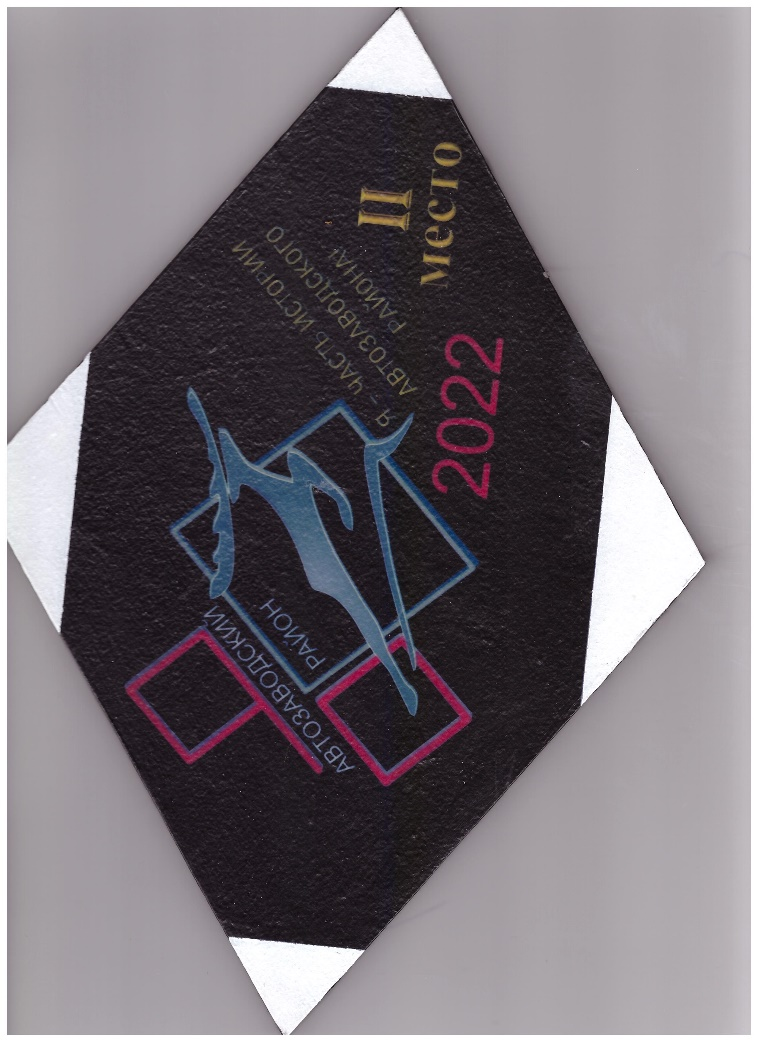 II
место
2022
Я – ЧАСТЬ ИСТОРИИ
АВТОЗАВОДСКОГО
РАЙОНА!
АВТОЗАВОДСКИЙ
РАЙОН